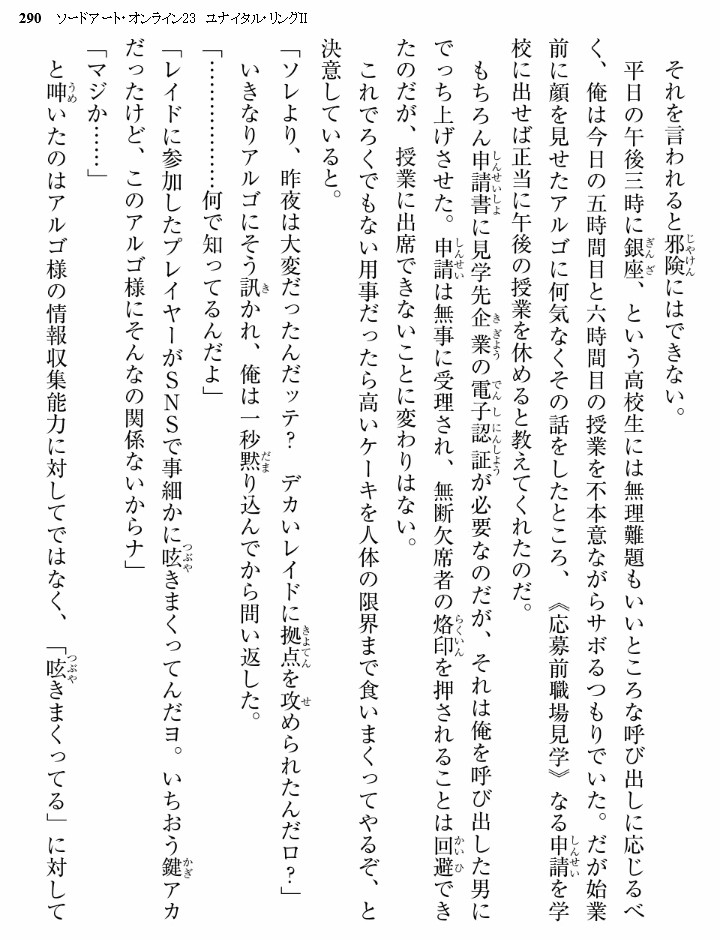 290 ソードアート・オンライン23 ユナイタル・リングII
それを言われると邪険にはできない。
平日の午後三時に銀座、という高校生には無理難題もいいところな呼び出しに応じるべ
く、俺は今日の五時間目と六時間目の授業を不本意ながらサボるつもりでいた。だが始業
前に顔を見せたアルゴに何気なくその話をしたところ、《応募前職場見学》なる申請を学
校に出せば正当に午後の授業を休めると教えてくれたのだ。
もちろん申請書に見学先企業の電子認証が必要なのだが、それは俺を呼び出した男に
でっち上げさせた。申請は無事に受理され、無断欠席者の烙印を押されることは回避でき
たのだが、授業に出席できないことに変わりはない。
これでろくでもない用事だったら高いケーキを人体の限界まで食いまくってやるぞ、と
決意していると。
「ソレより、昨夜は大変だったんだッテ? デカいレイドに拠点を攻められたんだロ?」
いきなりアルゴにそう訊かれ、俺は一秒黙り込んでから問い返した。
「………………何で知ってるんだよ」
「レイドに参加したプレイヤーがSNSで事細かに呟きまくってんだヨ。いちおう鍵アカ
だったけど、このアルゴ様にそんなの関係ないからナ」
「マジか……」
と呻いたのはアルゴ様の情報収集能力に対してではなく、「呟きまくってる」に対して